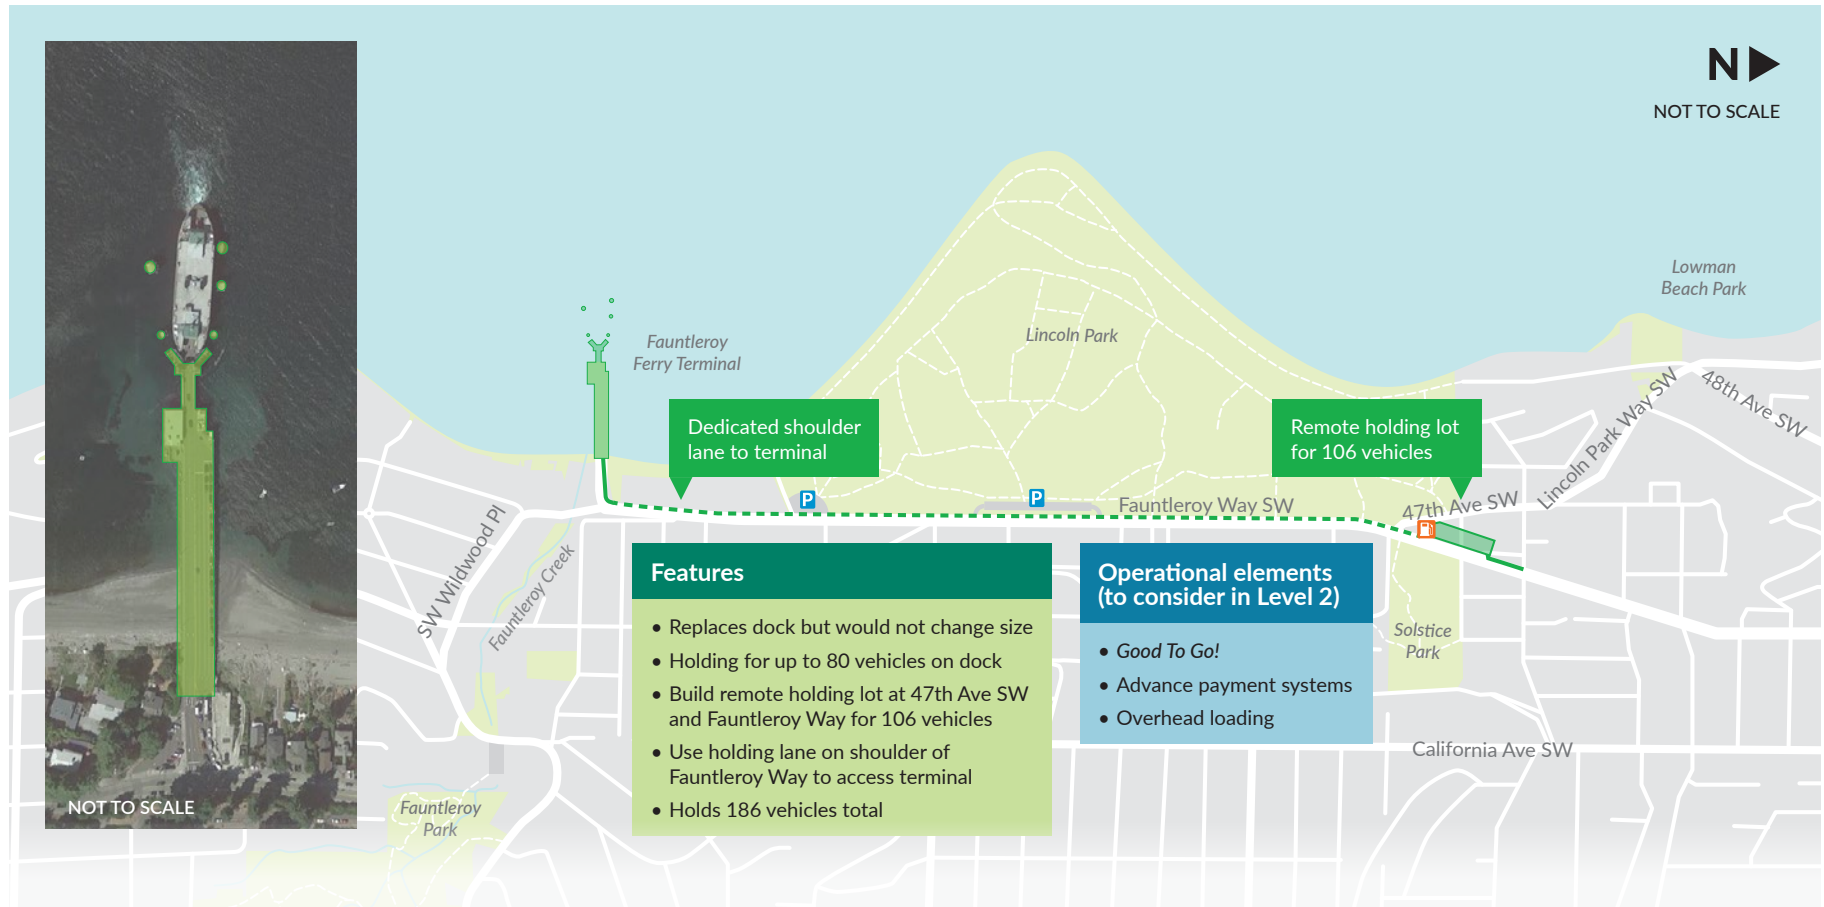 N
NOT TO SCALE
Lowman
Beach Park
Lincoln Park
Fauntleroy
Ferry Terminal
48th Ave SW
Lincoln Park Way SW
Dedicated shoulder
lane to terminal
Remote holding lot
for 106 vehicles
P
P
Fauntleroy Way SW
47th Ave SW
SW Wildwood Pl
Fauntleroy Creek
Features
• Replaces dock but would not change size
• Holding for up to 80 vehicles on dock
• Build remote holding lot at 47th Ave SW
and Fauntleroy Way for 106 vehicles
• Use holding lane on shoulder of
Fauntleroy Way to access terminal
• Holds 186 vehicles total
Operational elements
(to consider in Level 2)
• Good To Go!
• Advance payment systems
• Overhead loading
Solstice
Park
California Ave SW
Fauntleroy
Park
NOT TO SCALE